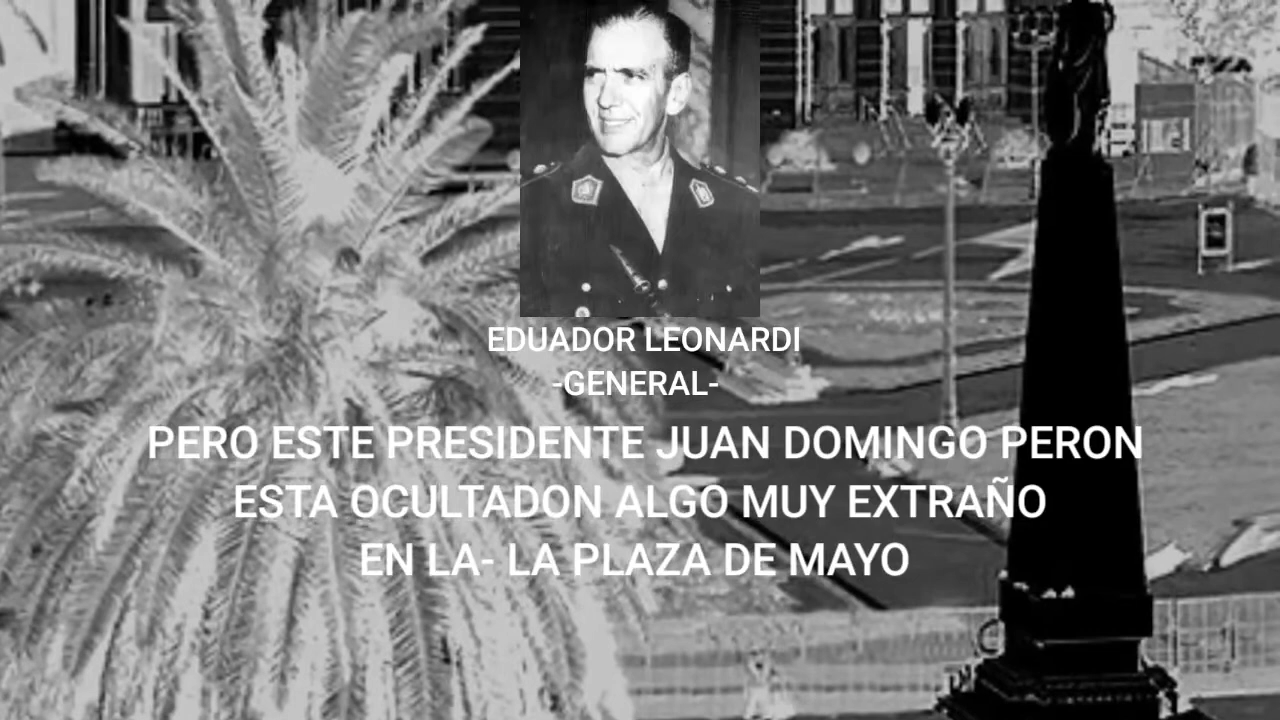 EDUADOR LEONARDI
-GENERAL-
PERO ESTE PRESIDENTE JUAN DOMINGO PERON
ESTA OCULTADON ALGO MUY EXTRAÑO
EN LA- LA PLAZA DE MAYO